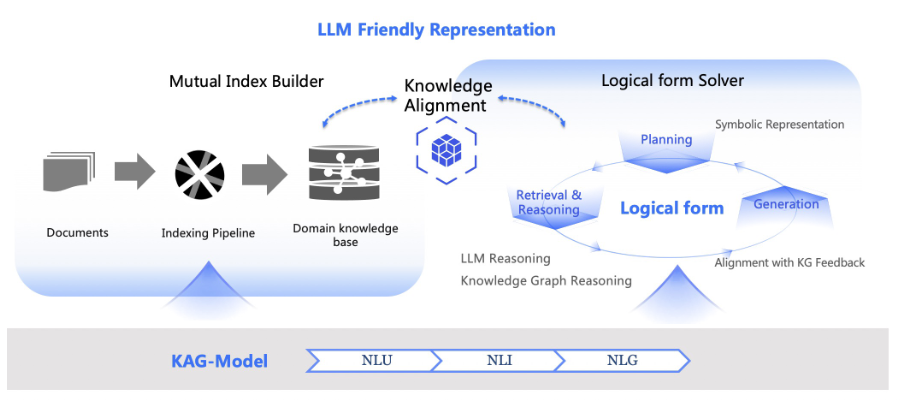 LLM Friendly Representation
Mutual Index Builder
Knowledge
Alignment
Logical form Solver
Planning
Symbolic Representation
Retrieval &
Reasoning
Logical form
Generation
Documents
Indexing Pipeline
Domain knowledge
base
LLM Reasoning
Knowledge Graph Reasoning
Alignment with KG Feedback
KAG-Model
NLU
NLI
NLG